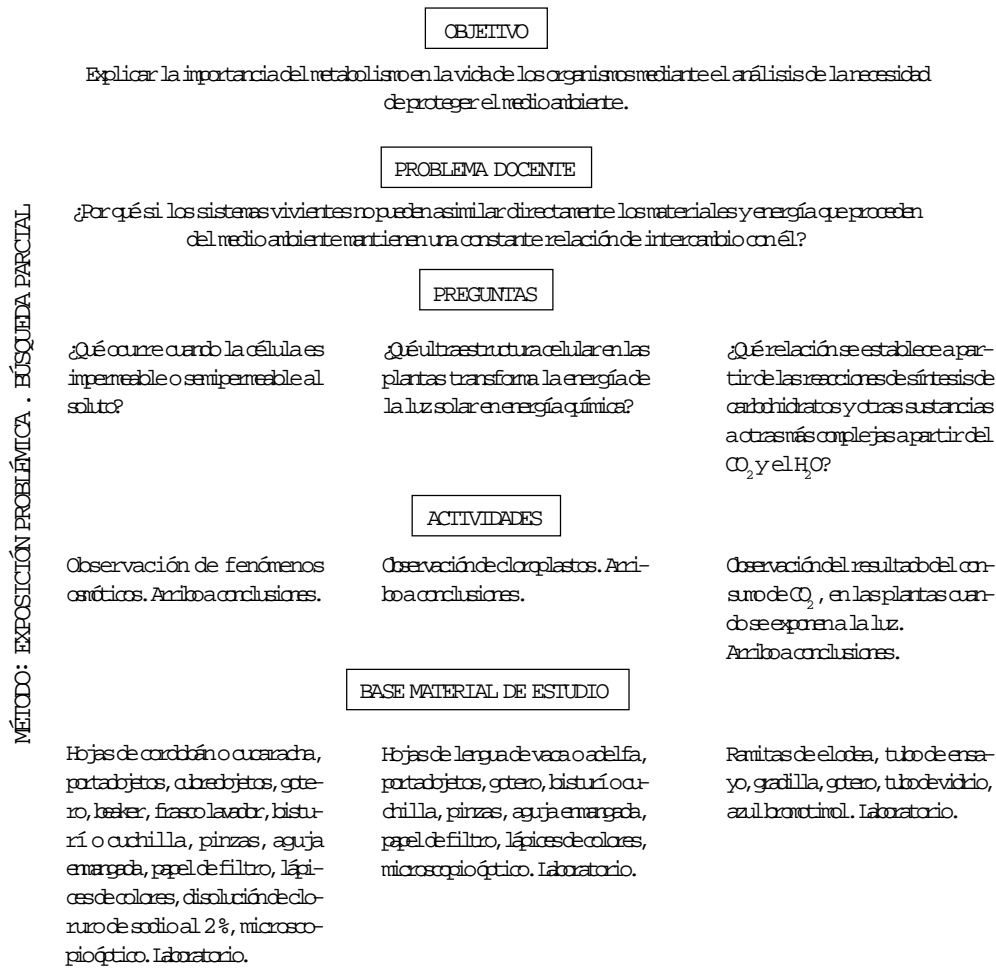 OBJETIVO
Explicar la importancia del metabolismo en la vida de los organismos mediante el análisis de la necesidad
de proteger el medio ambiente.
PROBLEMA DOCENTE
¿Por qué si los sistemas vivientes no pueden asimilar directamente los materiales y energía que proceden
del medio ambiente mantienen una constante relación de intercambio con él?
MÉTODO: EXPOSICIÓN PROBLÉMICA . BÚSQUEDA PARCIAL
PREGUNTAS
¿Qué ocurre cuando la célula es
impermeable o semipermeable al
soluto?
¿Qué ultraestructura celular en las
plantas transforma la energía de
la luz solar en energía química?
¿Qué relación se establece a par-
tir de las reacciones de síntesis de
carbohidratos y otras sustancias
a otras más complejas a partir del
CO₂ y el H₂O?
ACTIVIDADES
Observación de fenómenos
osmóticos. Arribo a conclusiones.
Observación de cloroplastos. Arri-
bo a conclusiones.
Observación del resultado del con-
sumo de CO₂, en las plantas cuan-
do se exponen a la luz.
Arribo a conclusiones.
BASE MATERIAL DE ESTUDIO
Hojas de cordobán o cucaracha,
portaobjetos, cubreobjetos, gote-
ro, beaker, frasco lavador, bistu-
rí o cuchilla, pinzas, aguja
enmangada, papel de filtro, lápi-
ces de colores, disolución de clo-
ruro de sodio al 2%, microsco-
pio óptico. Laboratorio.
Hojas de lengua de vaca o adelfa,
portaobjetos, gotero, bisturí o cu-
chilla, pinzas, aguja enmangada,
papel de filtro, lápices de colores,
microscopio óptico. Laboratorio.
Ramitas de elodea, tubo de ensa-
yo, gradilla, gotero, tubo de vidrio,
azul bromotimol. Laboratorio.